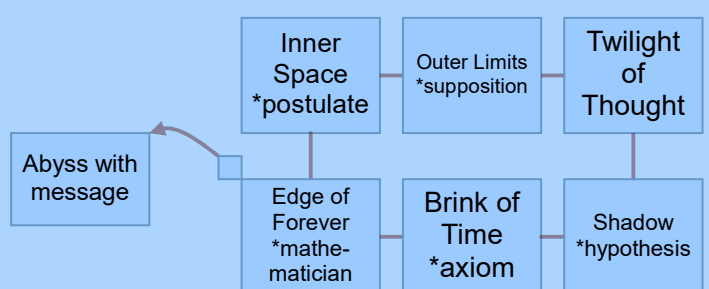 Inner
Space
*postulate
Outer Limits
*supposition
Twilight
of
Thought
Abyss with
message
Edge of
Forever
*mathe-
matician
Brink of
Time
*axiom
Shadow
*hypothesis